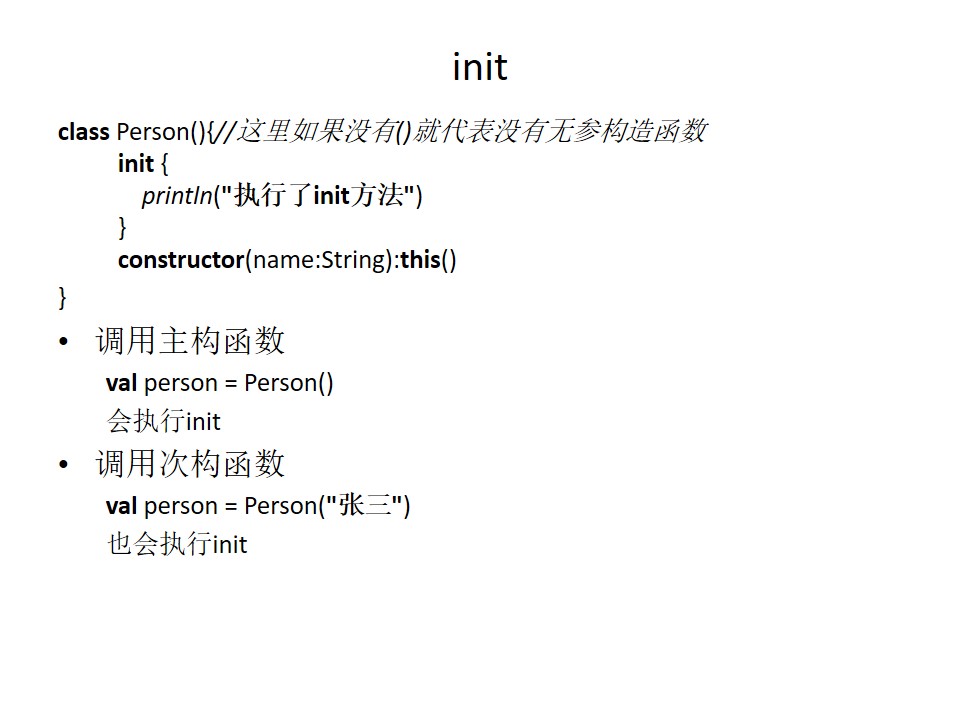 init
class Person(){//这里如果没有()就代表没有无参构造函数
init {
println("执行了init方法")
}
constructor(name:String):this()
}
• 调用主构函数
val person = Person()
会执行init
• 调用次构函数
val person = Person("张三")
也会执行init